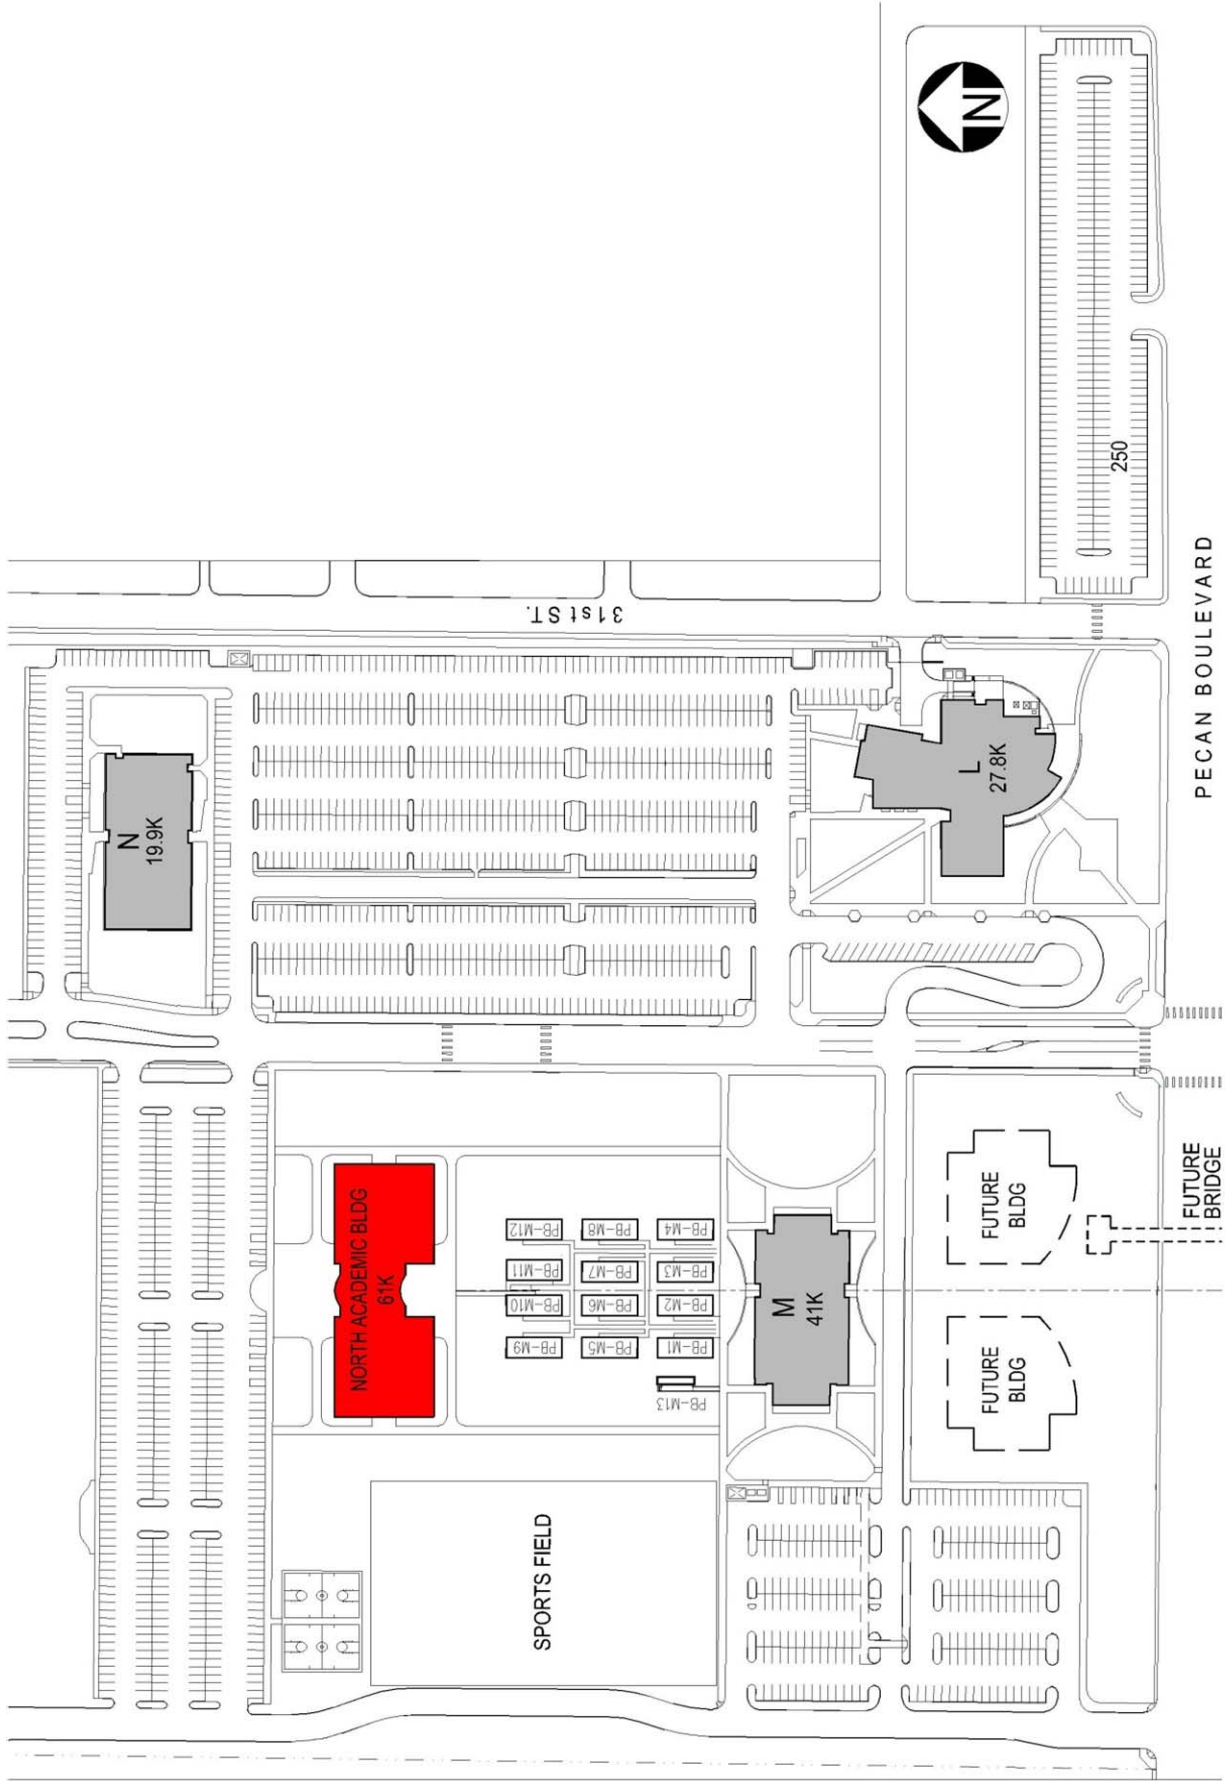 N
250
PECAN BOULEVARD
31st ST.
N
19.9K
L
27.8K
NORTH ACADEMIC BLDG
61K
PB-M12
PB-M8
PB-M4
PB-M11
PB-M7
PB-M3
PB-M10
PB-M6
PB-M2
PB-M9
PB-M5
PB-M1
PB-M13
M
41K
FUTURE
BLDG
FUTURE
BLDG
FUTURE
BRIDGE
SPORTS FIELD